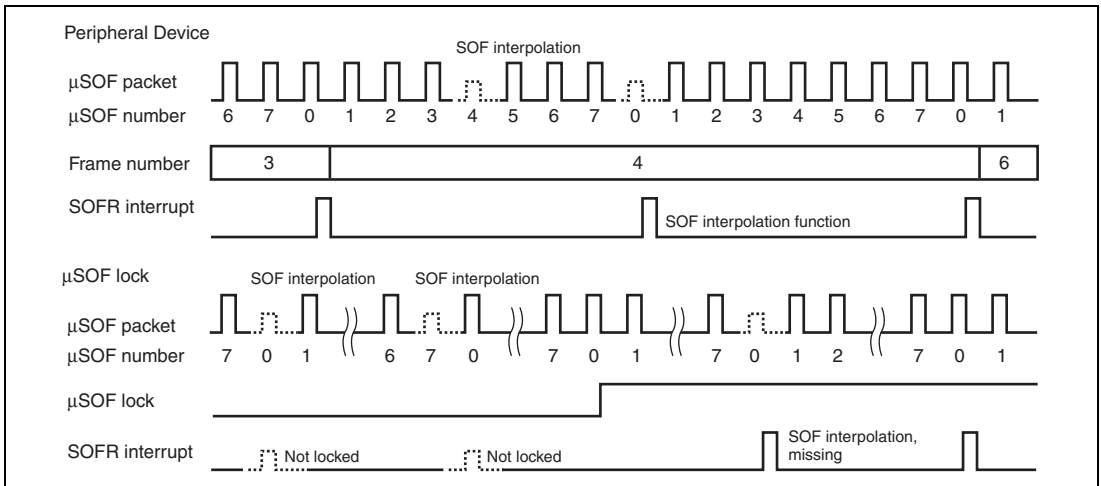 Peripheral Device
SOF interpolation
μSOF packet
μSOF number 6 7 0 1 2 3 4 5 6 7 0 1 2 3 4 5 6 7 0 1
Frame number 3 4 6
SOFR interrupt
SOF interpolation function
μSOF lock
SOF interpolation SOF interpolation
μSOF packet
μSOF number 7 0 1 6 7 0 7 0 1 7 0 1 2 7 0 1
μSOF lock
SOFR interrupt Not locked Not locked SOF interpolation,
missing